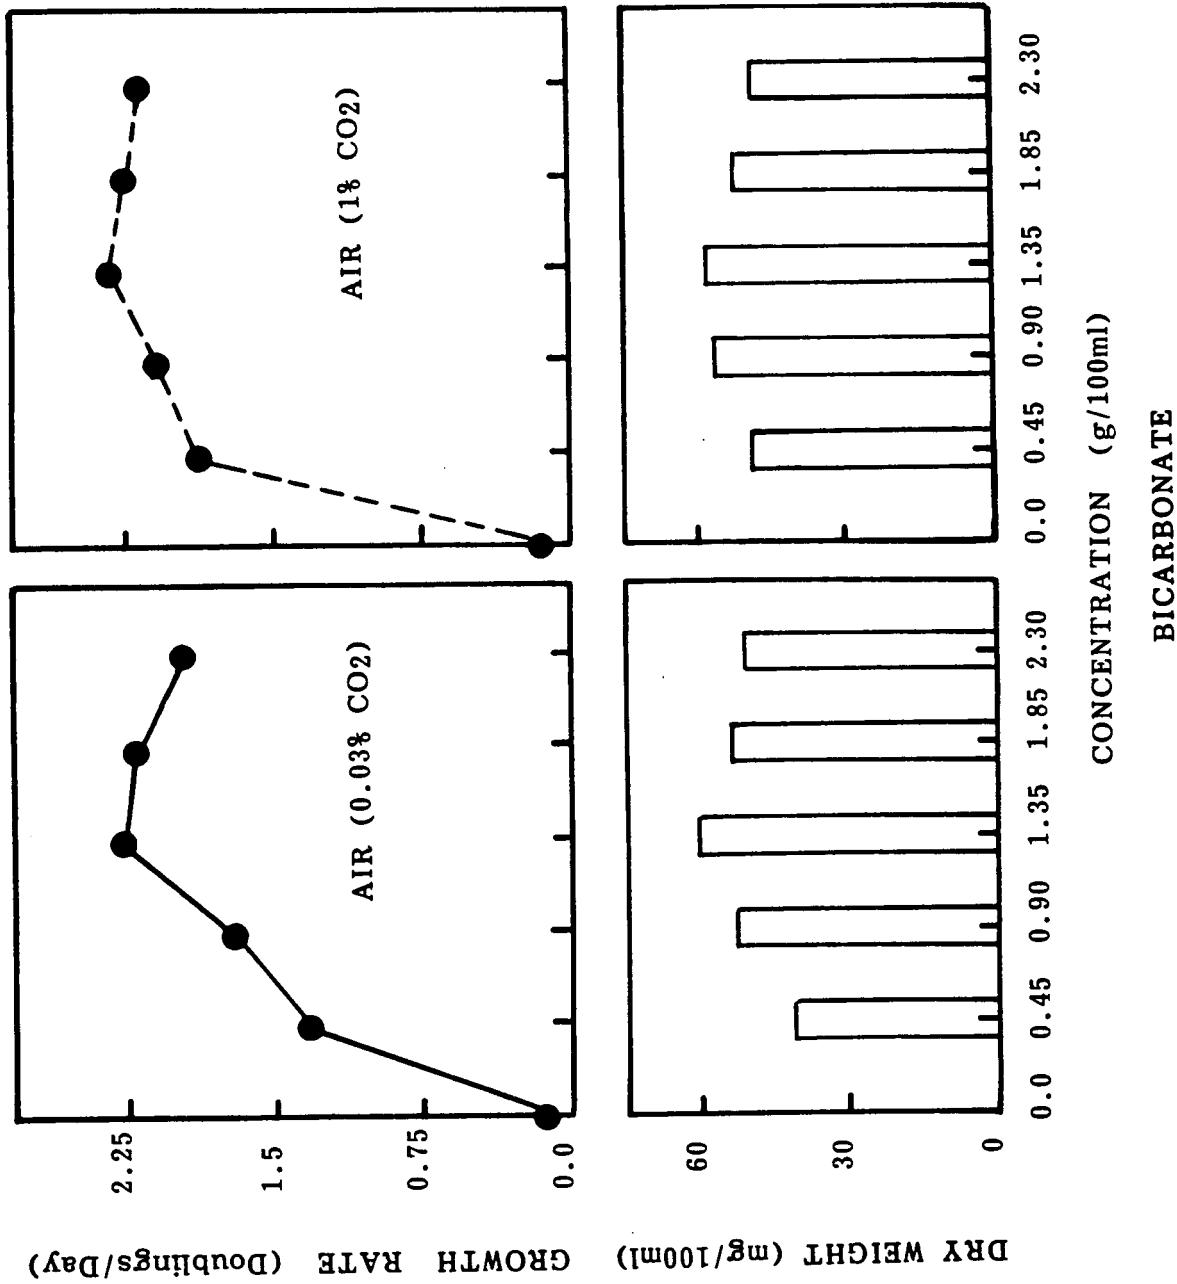 GROWTH RATE (Doublings/Day)
2.25
1.5
0.75
0.0
AIR (0.03% CO2)
AIR (1% CO2)
DRY WEIGHT (mg/100ml)
60
30
0
0.0 0.45 0.90 1.35 1.85 2.30
0.0 0.45 0.90 1.35 1.85 2.30
CONCENTRATION (g/100ml)
BICARBONATE